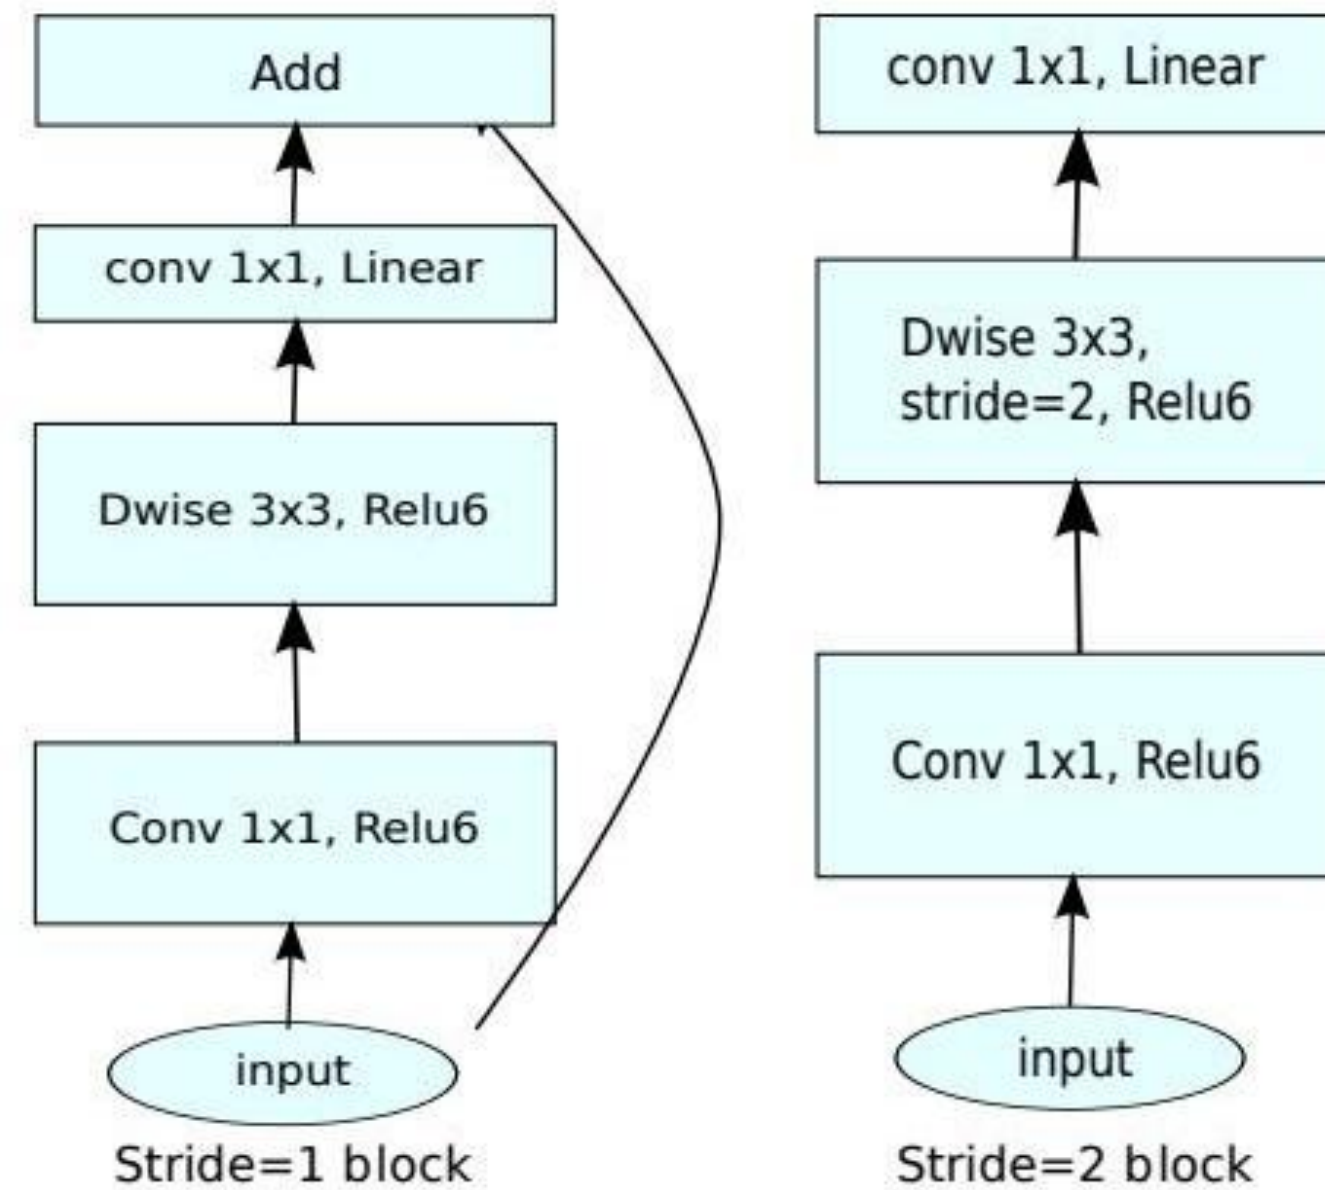 Add
conv 1x1, Linear
Dwise 3x3, Relu6
Conv 1x1, Relu6
input
Stride=1 block
conv 1x1, Linear
Dwise 3x3,
stride=2, Relu6
Conv 1x1, Relu6
input
Stride=2 block